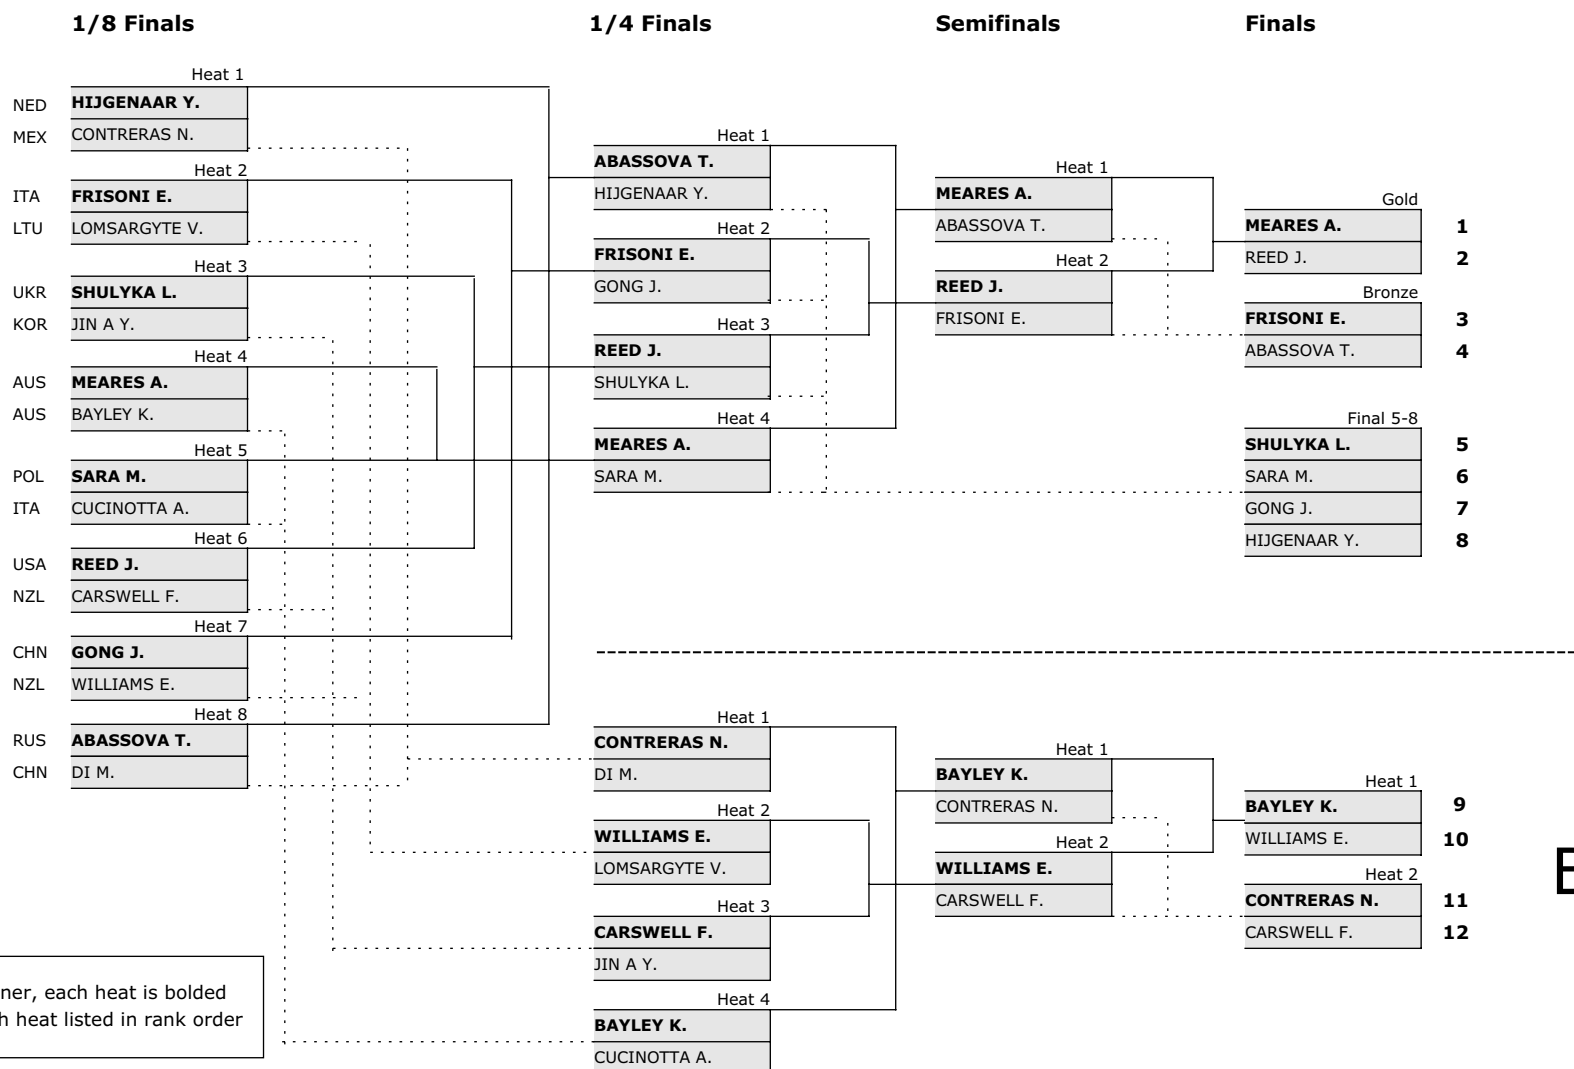 1/8 Finals
1/4 Finals
Semifinals
Finals
Heat 1
NED HIJGENAAR Y.
MEX CONTRERAS N.
Heat 2
ITA FRISONI E.
LTU LOMSARGYTE V.
Heat 3
UKR SHULYKA L.
KOR JIN A Y.
Heat 4
AUS MEARES A.
AUS BAYLEY K.
Heat 5
POL SARA M.
ITA CUCINOTTA A.
Heat 6
USA REED J.
NZL CARSWELL F.
Heat 7
CHN GONG J.
NZL WILLIAMS E.
Heat 8
RUS ABASSOVA T.
CHN DI M.
Heat 1
ABASSOVA T.
HIJGENAAR Y.
Heat 2
FRISONI E.
GONG J.
Heat 3
REED J.
SHULYKA L.
Heat 4
MEARES A.
SARA M.
Heat 1
MEARES A.
ABASSOVA T.
Heat 2
REED J.
FRISONI E.
Gold
MEARES A. 1
REED J. 2
Bronze
FRISONI E. 3
ABASSOVA T. 4
Final 5-8
SHULYKA L. 5
SARA M. 6
GONG J. 7
HIJGENAAR Y. 8
Heat 1
CONTRERAS N.
DI M.
Heat 2
WILLIAMS E.
LOMSARGYTE V.
Heat 3
CARSWELL F.
JIN A Y.
Heat 4
BAYLEY K.
CUCINOTTA A.
Heat 1
BAYLEY K.
CONTRERAS N.
Heat 2
WILLIAMS E.
CARSWELL F.
Heat 1
BAYLEY K. 9
WILLIAMS E. 10
Heat 2
CONTRERAS N. 11
CARSWELL F. 12
ner, each heat is bolded
h heat listed in rank order